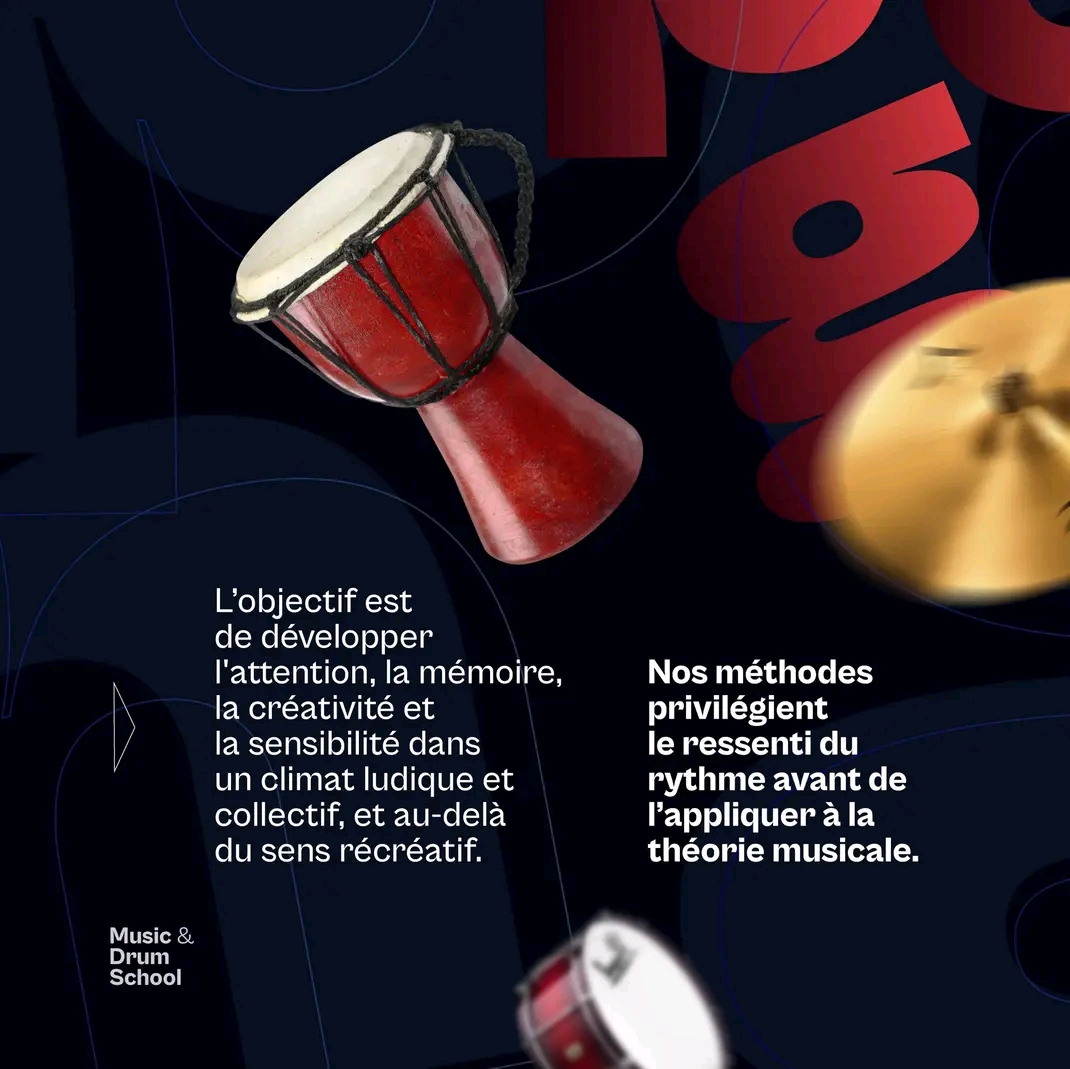 L’objectif est
de développer
l'attention, la mémoire,
la créativité et
la sensibilité dans
un climat ludique et
collectif, et au-delà
du sens récréatif.
Nos méthodes
privilégient
le ressenti du
rythme avant de
l’appliquer à la
théorie musicale.
Music &
Drum
School